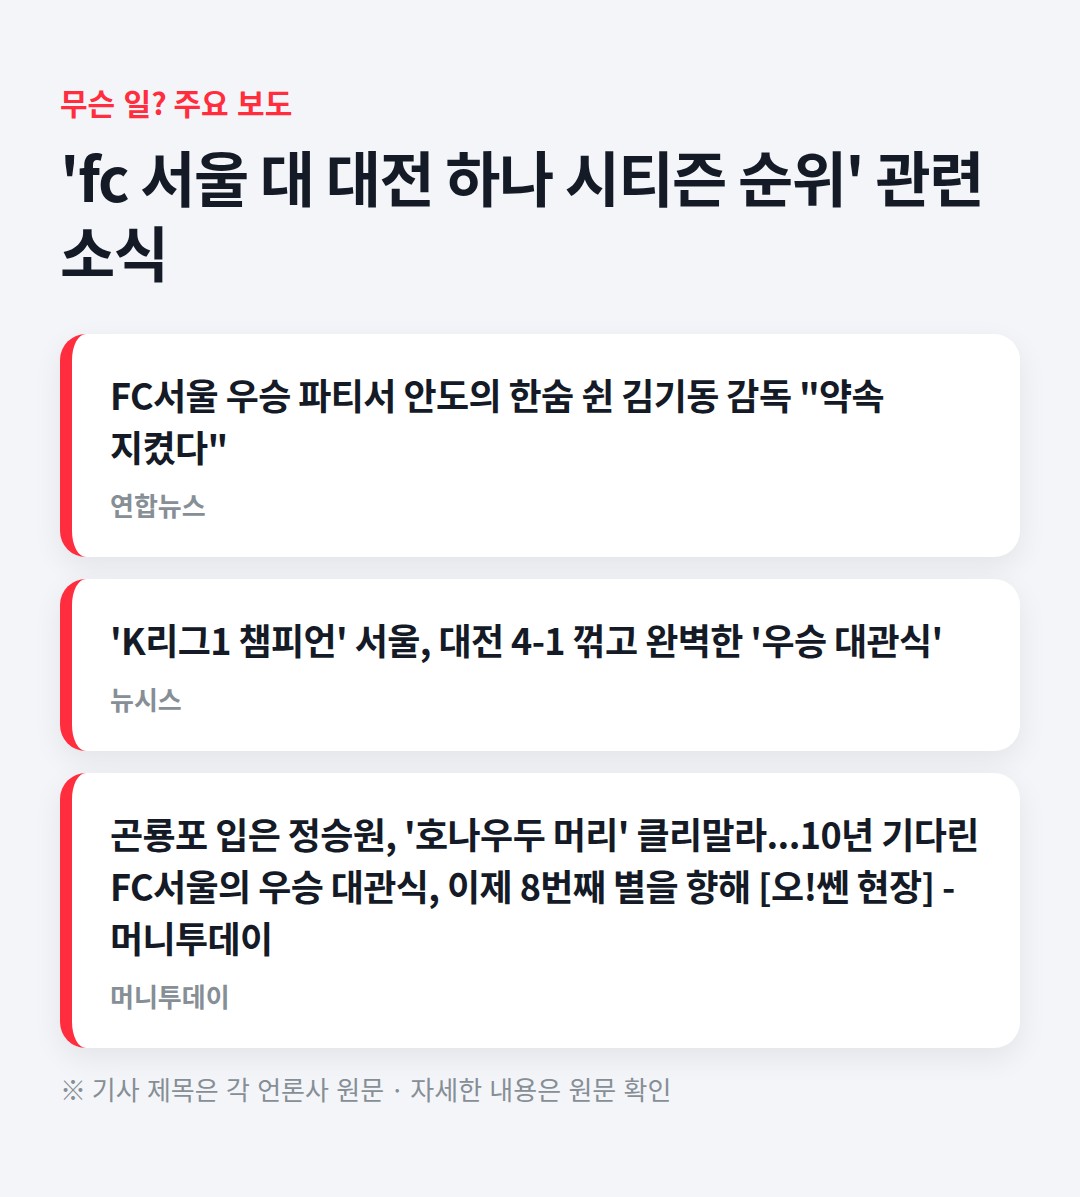 무슨 일? 주요 보도
'fc 서울 대 대전 하나 시티즌 순위' 관련
소식
FC서울 우승 파티서 안도의 한숨 쉰 김기동 감독 "약속
지켰다"
연합뉴스
'K리그1 챔피언' 서울, 대전 4-1 꺾고 완벽한 '우승 대관식'
뉴시스
곤룡포 입은 정승원, '호나우두 머리' 클리말라...10년 기다린
FC서울의 우승 대관식, 이제 8번째 별을 향해 [오!쎈 현장] -
머니투데이
머니투데이
※ 기사 제목은 각 언론사 원문 · 자세한 내용은 원문 확인